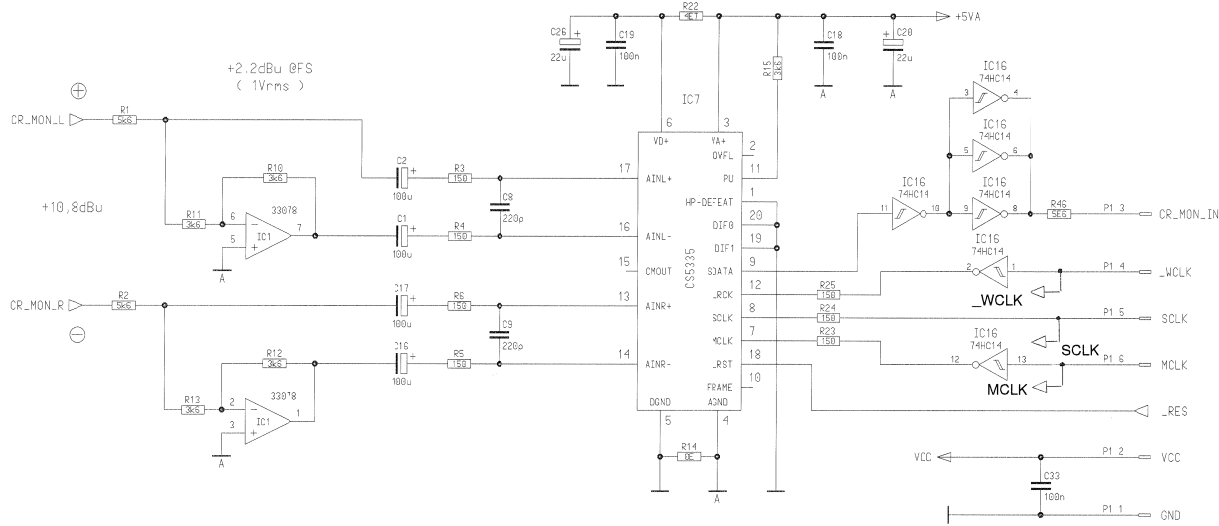 R22
4E7
+5VA
C26
+
22u
C19
100n
C18
100n
+
C20
22u
A
A
R15
3k6
+2.2dBu @FS
( 1Vrms )
IC7
6
3
VD+
VA+
OVFL
2
PU
11
HP-DEFEAT
1
DIF0
20
DIF1
19
SDATA
9
_RCK
12
SCLK
8
MCLK
7
_RST
18
FRAME
10
DGND
AGND
5
4
CS5335
17
AINL+
16
AINL-
15
CMOUT
13
AINR+
14
AINR-
CR_MON_L
R1
5k6
+10,8dBu
R10
3k6
R11
3k6
33078
6
5
7
IC1
A
C2
+
100u
R3
150
C8
220p
C1
+
100u
R4
150
CR_MON_R
R2
5k6
C17
+
100u
R6
150
C9
220p
C16
+
100u
R5
150
R12
3k6
R13
3k6
33078
2
3
1
IC1
A
R14
0E
A
IC16
74HC14
3
4
IC16
74HC14
5
6
IC16
74HC14
11
10
IC16
74HC14
9
8
R46
5E6
P1 3
CR_MON_IN
IC16
74HC14
2
1
P1 4
_WCLK
_WCLK
R25
150
R24
150
P1 5
SCLK
SCLK
R23
150
IC16
74HC14
12
13
P1 6
MCLK
MCLK
_RES
VCC
P1 2
VCC
C33
100n
P1 1
GND